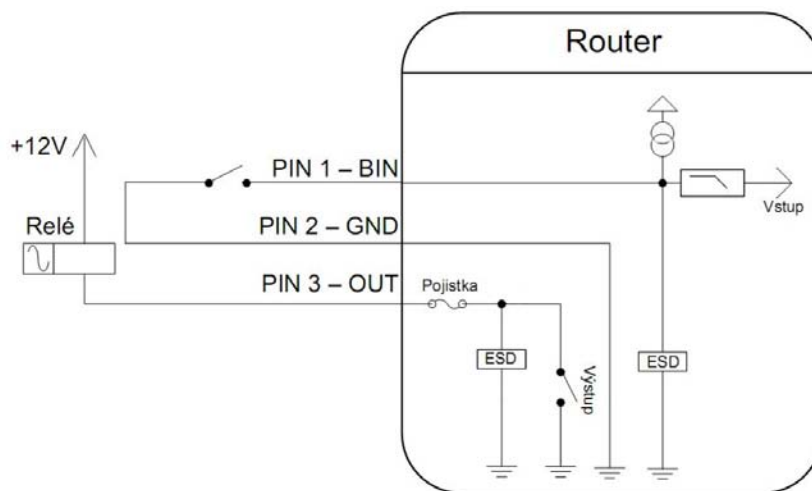 Router
+12V
PIN 1 – BIN
Vstup
Relé
PIN 2 – GND
PIN 3 – OUT
Pojistka
ESD
Výstup
ESD